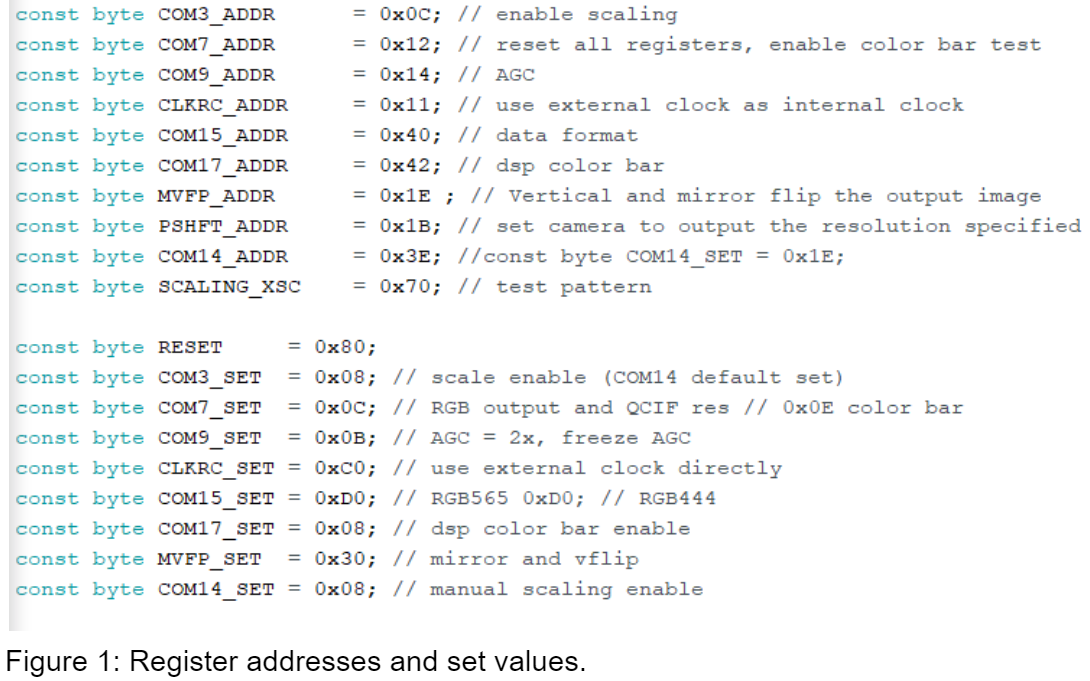 const byte COM3_ADDR      = 0x0C; // enable scaling
const byte COM7_ADDR      = 0x12; // reset all registers, enable color bar test
const byte COM9_ADDR      = 0x14; // AGC
const byte CLKRC_ADDR     = 0x11; // use external clock as internal clock
const byte COM15_ADDR     = 0x40; // data format
const byte COM17_ADDR     = 0x42; // dsp color bar
const byte MVFP_ADDR      = 0x1E ; // Vertical and mirror flip the output image
const byte PSHFT_ADDR     = 0x1B; // set camera to output the resolution specified
const byte COM14_ADDR     = 0x3E; //const byte COM14_SET = 0x1E;
const byte SCALING_XSC    = 0x70; // test pattern

const byte RESET     = 0x80;
const byte COM3_SET  = 0x08; // scale enable (COM14 default set)
const byte COM7_SET  = 0x0C; // RGB output and QCIF res // 0x0E color bar
const byte COM9_SET  = 0x0B; // AGC = 2x, freeze AGC
const byte CLKRC_SET = 0xC0; // use external clock directly
const byte COM15_SET = 0xD0; // RGB565 0xD0; // RGB444
const byte COM17_SET = 0x08; // dsp color bar enable
const byte MVFP_SET  = 0x30; // mirror and vflip
const byte COM14_SET = 0x08; // manual scaling enable

Figure 1: Register addresses and set values.